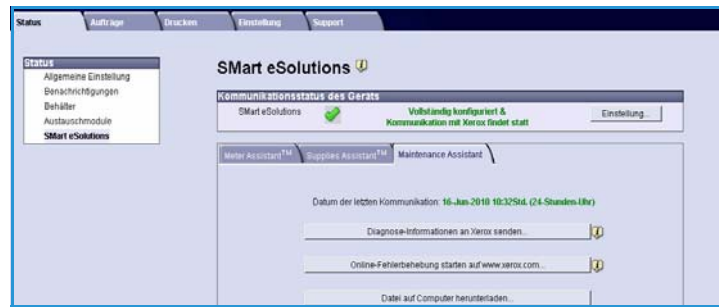 Status Aufträge Drucken Einstellung Support
Status
Allgemeine Einstellung
Benachrichtigungen
Behälter
Austauschmodule
SMart eSolutions
SMart eSolutions
Kommunikationsstatus des Geräts
SMart eSolutions
Vollständig konfiguriert &
Kommunikation mit Xerox findet statt
Einstellung...
Meter Assistant™ Supplies Assistant™ Maintenance Assistant
Datum der letzten Kommunikation: 16-Jun-2010 10:32Std. (24-Stunden-Uhr)
Diagnose-Informationen an Xerox senden...
Online-Fehlerbehebung starten auf www.xerox.com...
Datei auf Computer herunterladen...